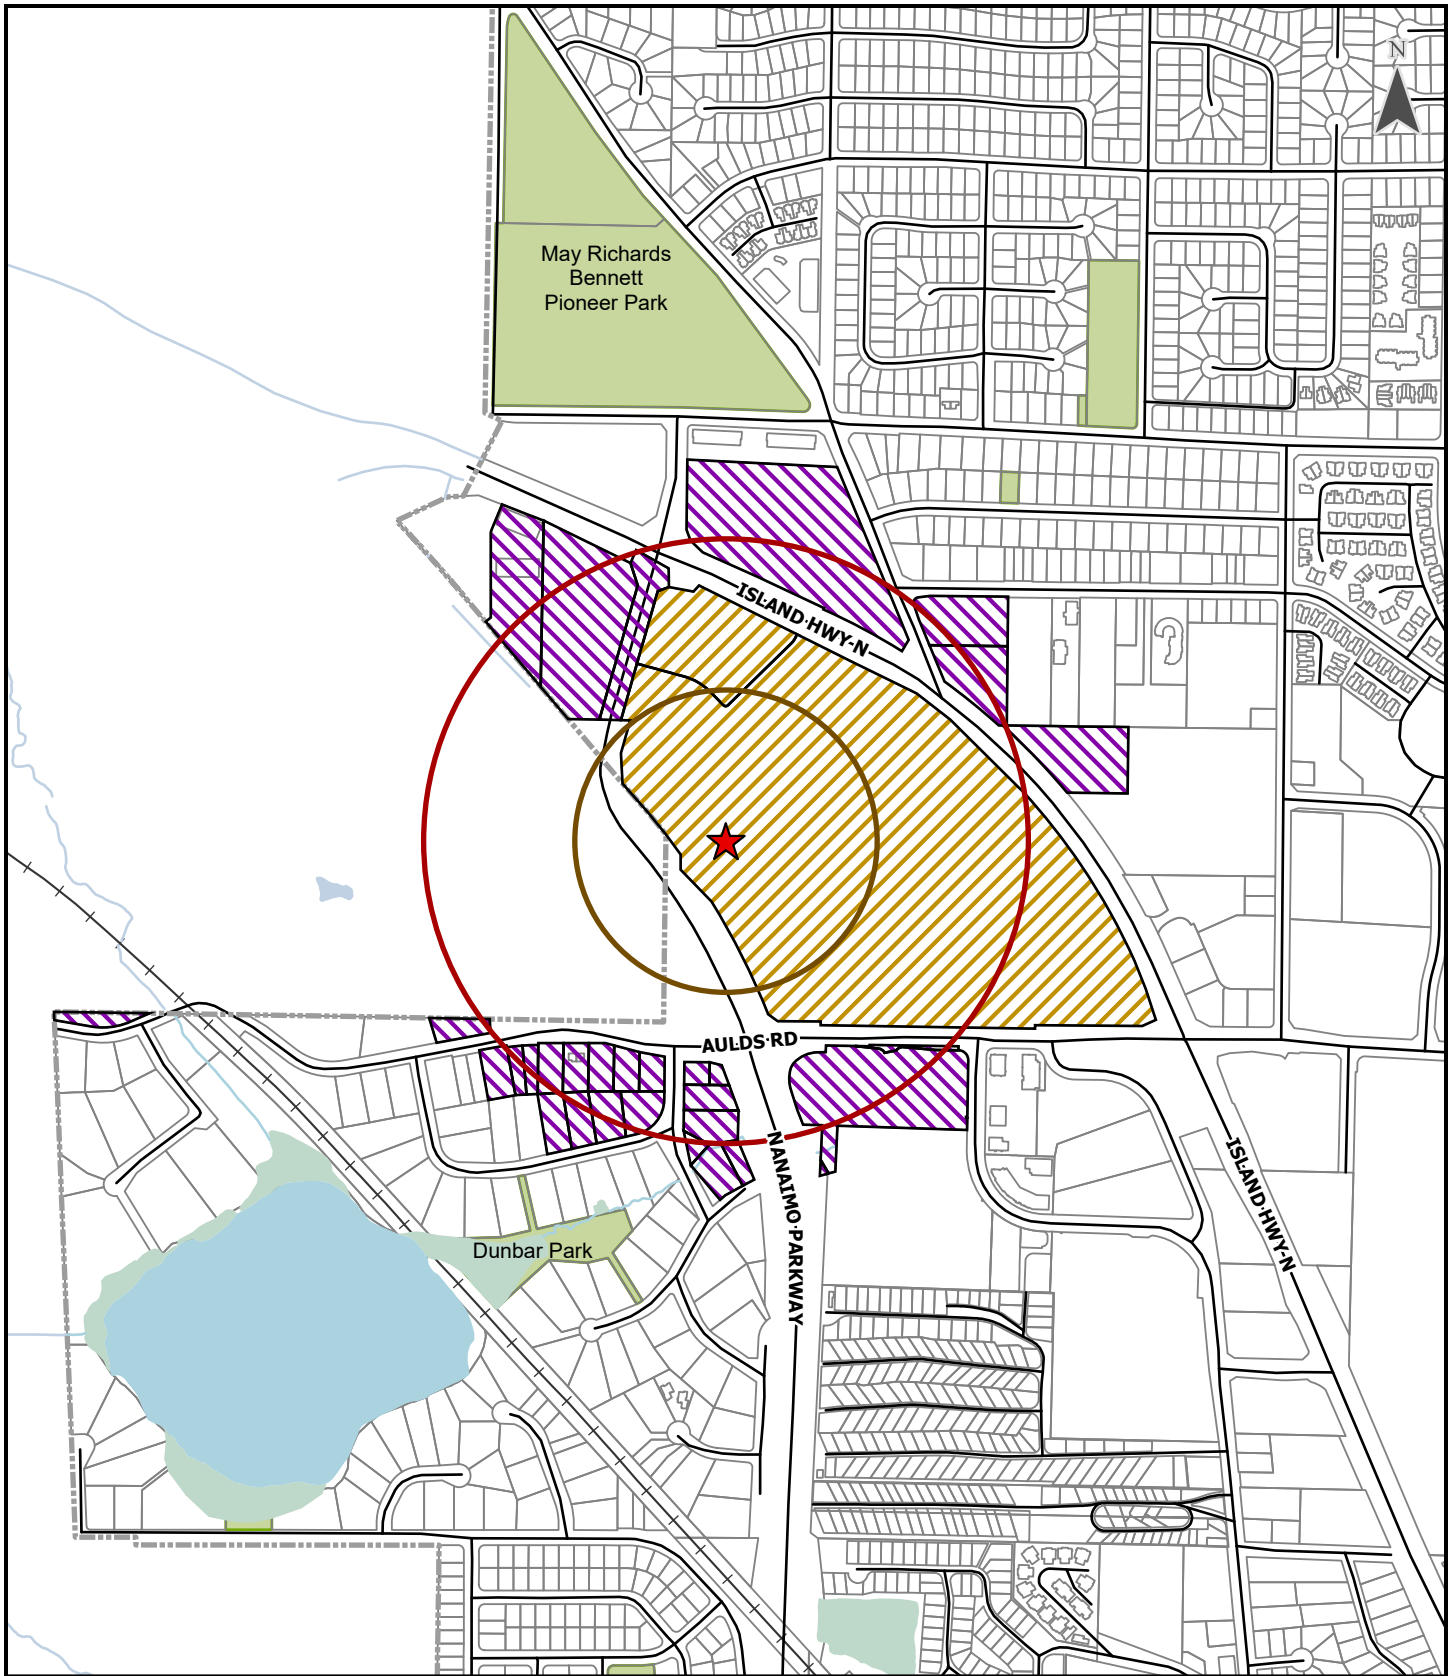 N
May Richards
Bennett
Pioneer Park
ISLAND HWY N
AULDS RD
NANAIMO PARKWAY
ISLAND HWY N
Dunbar Park